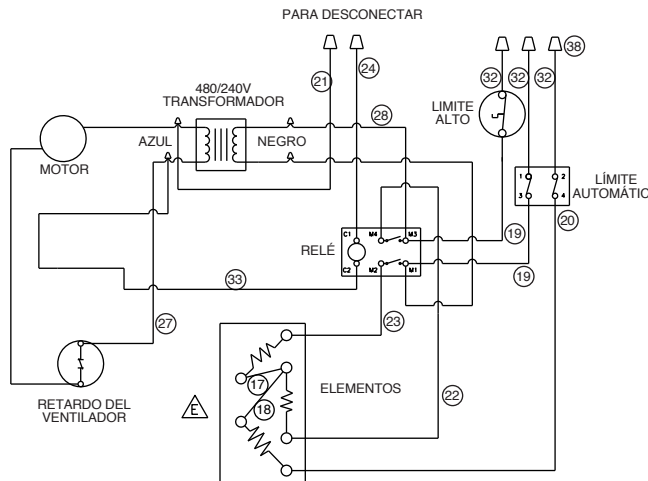 PARA DESCONECTAR
38
21
24
32
32
32
480/240V
TRANSFORMADOR
28
LIMITE
ALTO
AZUL
NEGRO
MOTOR
1
2
3
4
LÍMITE
AUTOMÁTIC
20
C1
M4
M3
RELÉ
19
C2
M2
M1
19
33
27
23
17
ELEMENTOS
18
22
E
RETARDO DEL
VENTILADOR